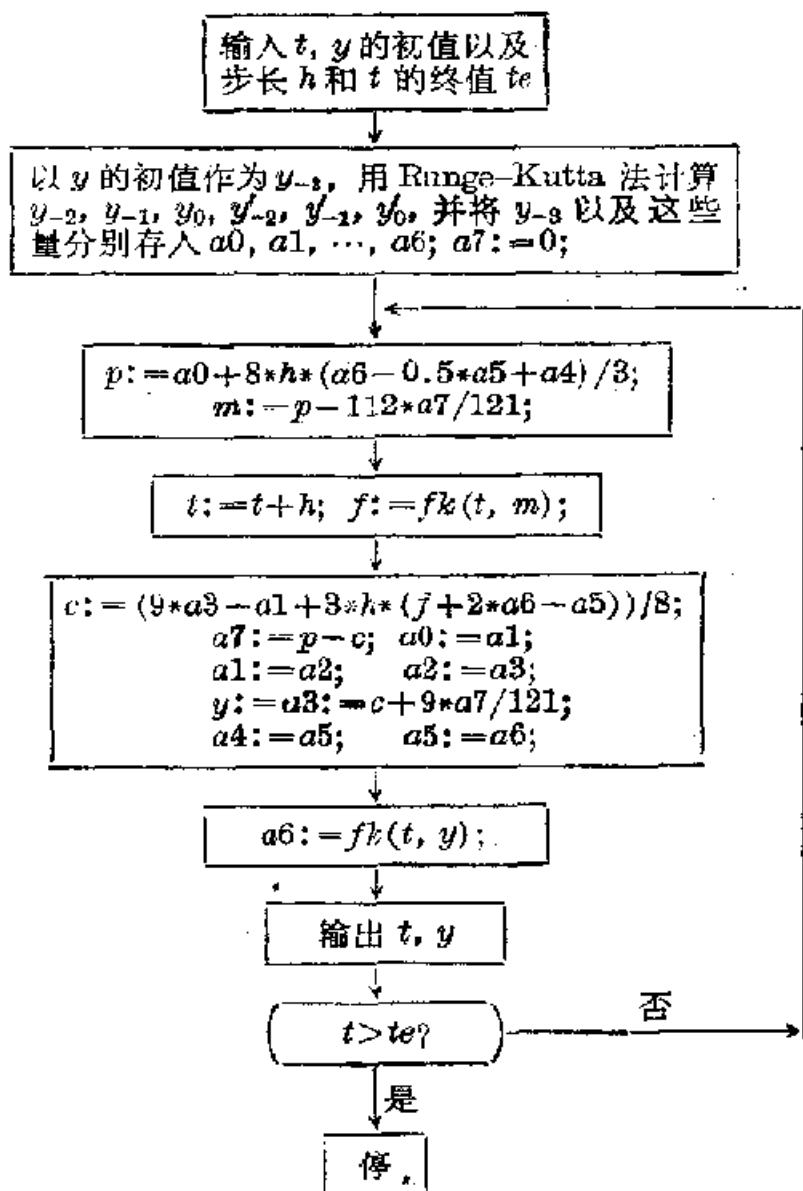 输入 t, y 的初值以及
步长 h 和 t 的终值 te
以 y 的初值作为 y₋₃, 用 Runge-Kutta 法计算
y₋₂, y₋₁, y₀, y′₋₂, y′₋₁, y′₀, 并将 y₋₃ 以及这些
量分别存入 a0, a1, …, a6; a7:=0;
p:=a0+8*h*(a6-0.5*a5+a4)/3;
m:=p-112*a7/121;
t:=t+h; f:=fk(t, m);
c:=(9*a3-a1+3*h*(f+2*a6-a5))/8;
a7:=p-c; a0:=a1;
a1:=a2; a2:=a3;
y:=a3:=c+9*a7/121;
a4:=a5; a5:=a6;
a6:=fk(t, y);
输出 t, y
t>te?
否
是
停.